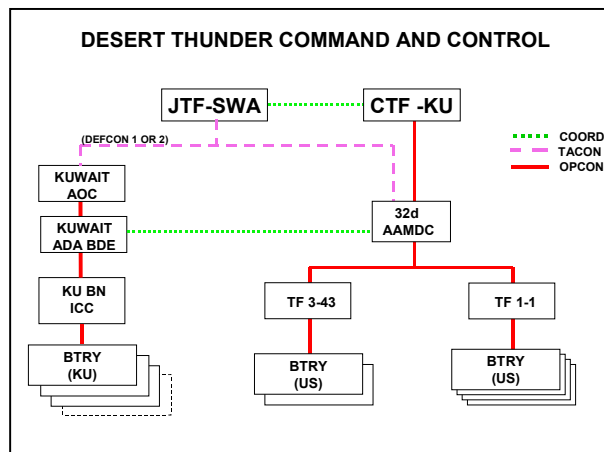 DESERT THUNDER COMMAND AND CONTROL
JTF-SWA
CTF -KU
(DEFCON 1 OR 2)
COORD
TACON
OPCON
KUWAIT
AOC
32d
AAMDC
KUWAIT
ADA BDE
KU BN
ICC
TF 3-43
TF 1-1
BTRY
(KU)
BTRY
(US)
BTRY
(US)